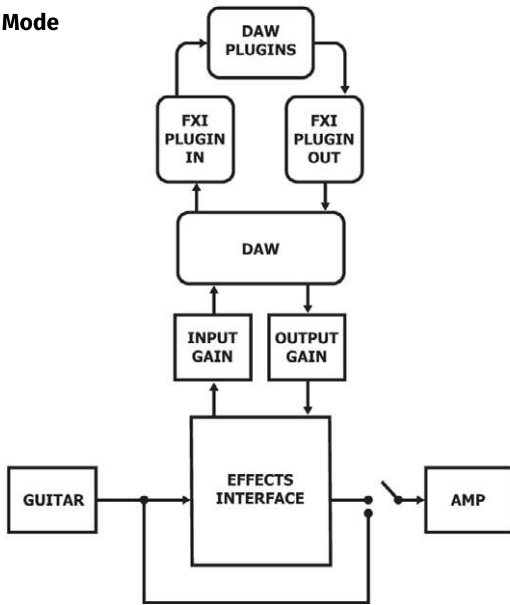 Mode
DAW
PLUGINS
FXI
PLUGIN
IN
FXI
PLUGIN
OUT
DAW
INPUT
GAIN
OUTPUT
GAIN
GUITAR
EFFECTS
INTERFACE
AMP